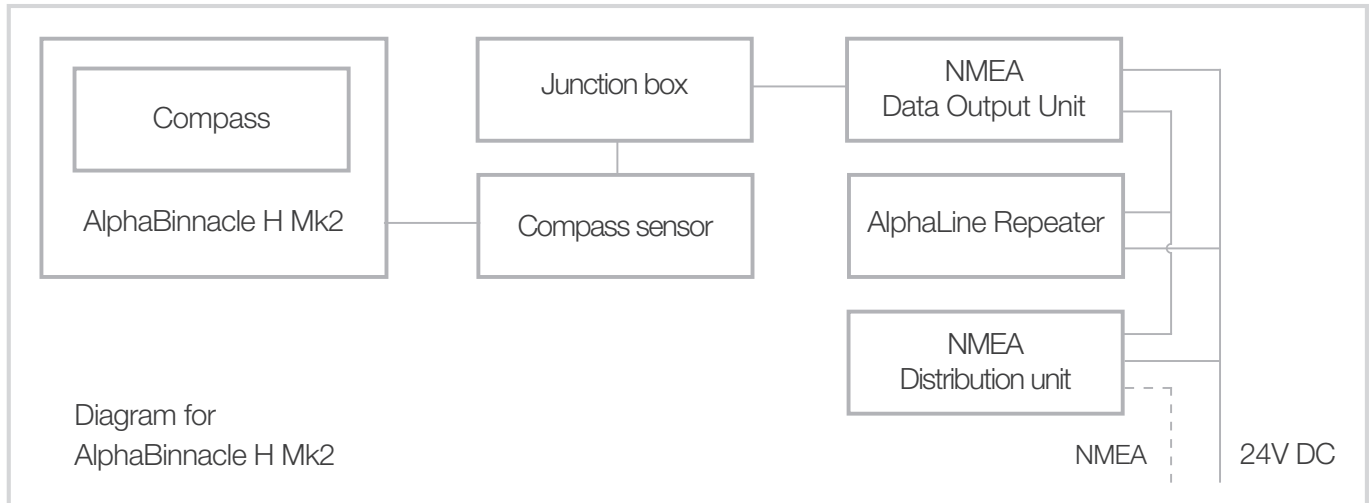 Compass
AlphaBinnacle H Mk2
Junction box
Compass sensor
NMEA
Data Output Unit
AlphaLine Repeater
NMEA
Distribution unit
Diagram for
AlphaBinnacle H Mk2
NMEA
24V DC